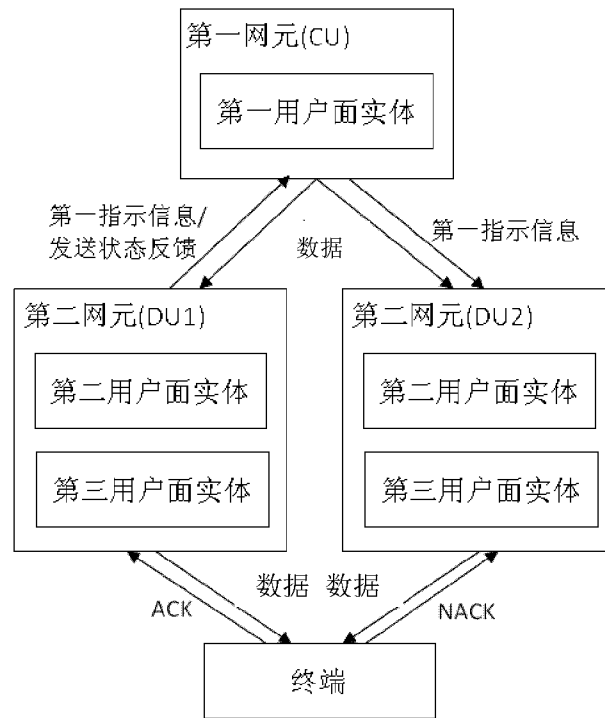 第一网元(CU)
第一用户面实体
第一指示信息/
发送状态反馈
数据
第一指示信息
第二网元(DU1)
第二用户面实体
第三用户面实体
第二网元(DU2)
第二用户面实体
第三用户面实体
数据 数据
ACK
NACK
终端